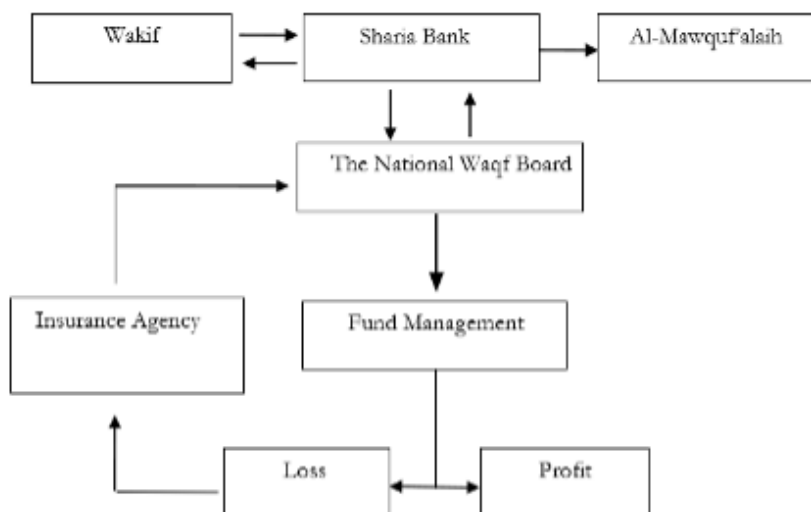 Wakif
Sharia Bank
Al-Mawquf'alaih
The National Waqf Board
Insurance Agency
Fund Management
Loss
Profit